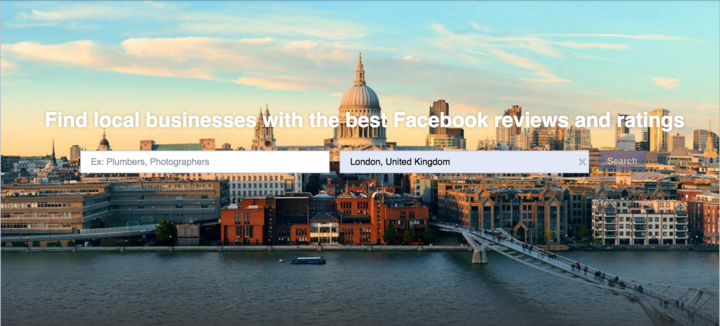 Find local businesses with the best Facebook reviews and ratings
Ex: Plumbers, Photographers
London, United Kingdom
Search